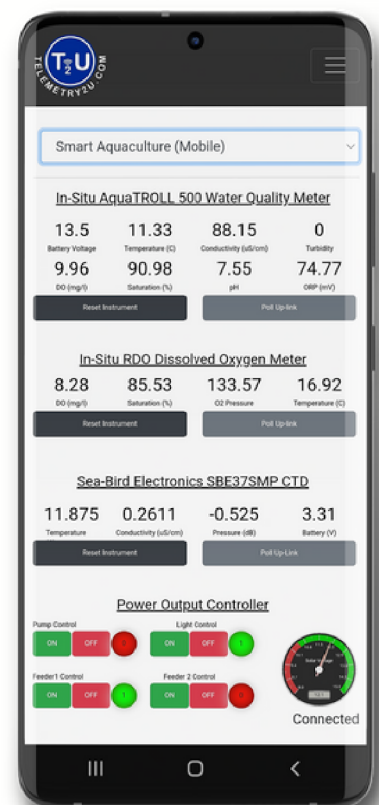 T2U
TELEMETRY2U.COM
Smart Aquaculture (Mobile)
In-Situ AquaTROLL 500 Water Quality Meter
13.5 11.33 88.15 0
Battery Voltage Temperature (C) Conductivity (uS/cm) Turbidity
9.96 90.98 7.55 74.77
DO (mg/l) Saturation (%) pH ORP (mV)
Reset Instrument Poll Up-link
In-Situ RDO Dissolved Oxygen Meter
8.28 85.53 133.57 16.92
DO (mg/l) Saturation (%) O2 Pressure Temperature (C)
Reset Instrument Poll Up-link
Sea-Bird Electronics SBE37SMP CTD
11.875 0.2611 -0.525 3.31
Temperature Conductivity (uS/cm) Pressure (dB) Battery (V)
Reset Instrument Poll Up-Link
Power Output Controller
Pump Control Light Control
ON OFF 0 ON OFF 1
Feeder1 Control Feeder 2 Control
ON OFF 1 ON OFF 0
Connected